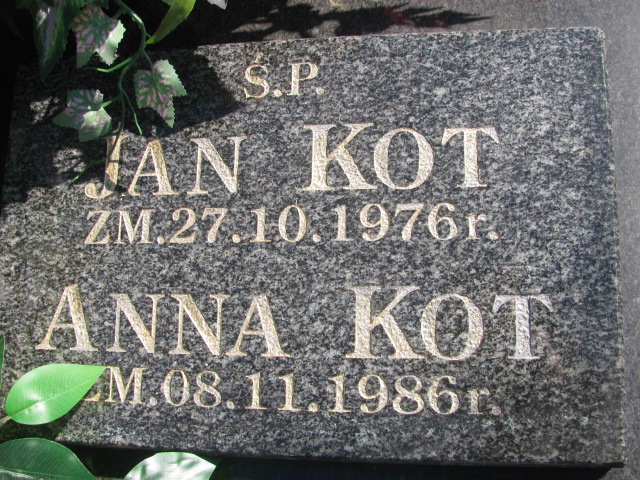 Ś.P.
JAN KOT
ZM.27.10.1976r.
ANNA KOT
ZM.08.11.1986r.